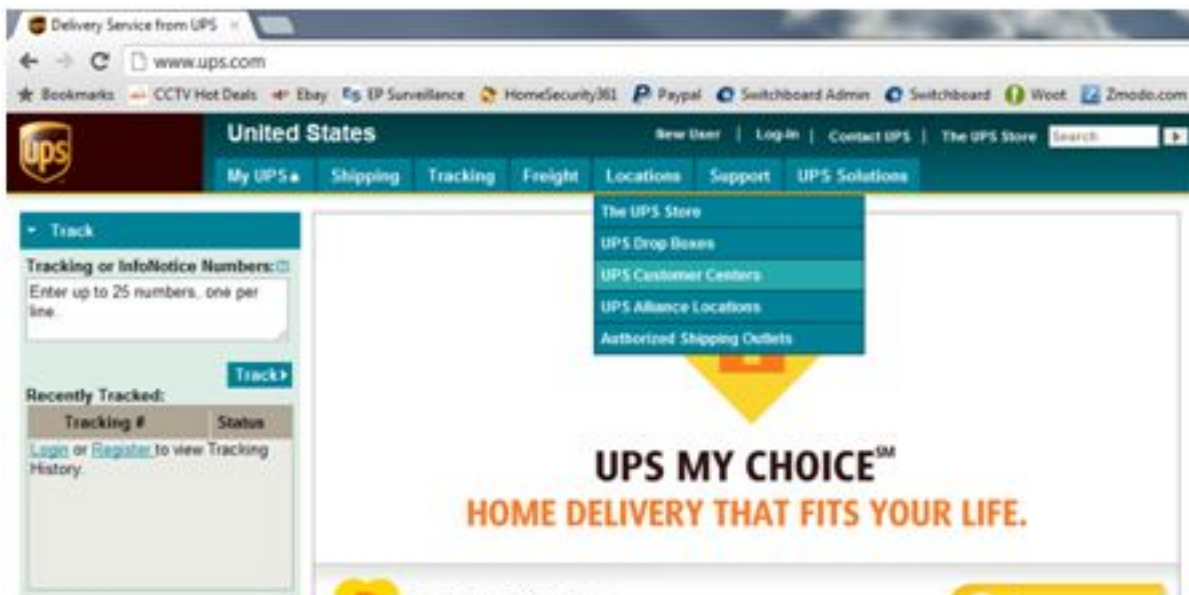 Delivery Service from UPS
www.ups.com
Bookmarks CCTV Hot Deals Ebay EP Surveillance HomeSecurity361 Paypal Switchboard Admin Switchboard Woot Zmodo.com
ups
United States New User | Log-In | Contact UPS | The UPS Store Search
My UPS Shipping Tracking Freight Locations Support UPS Solutions
The UPS Store
UPS Drop Boxes
UPS Customer Centers
UPS Alliance Locations
Authorized Shipping Outlets
Track
Tracking or InfoNotice Numbers:
Enter up to 25 numbers, one per
line.
Track
Recently Tracked:
Tracking # Status
Login or Register to view Tracking
History.
UPS MY CHOICE℠
HOME DELIVERY THAT FITS YOUR LIFE.